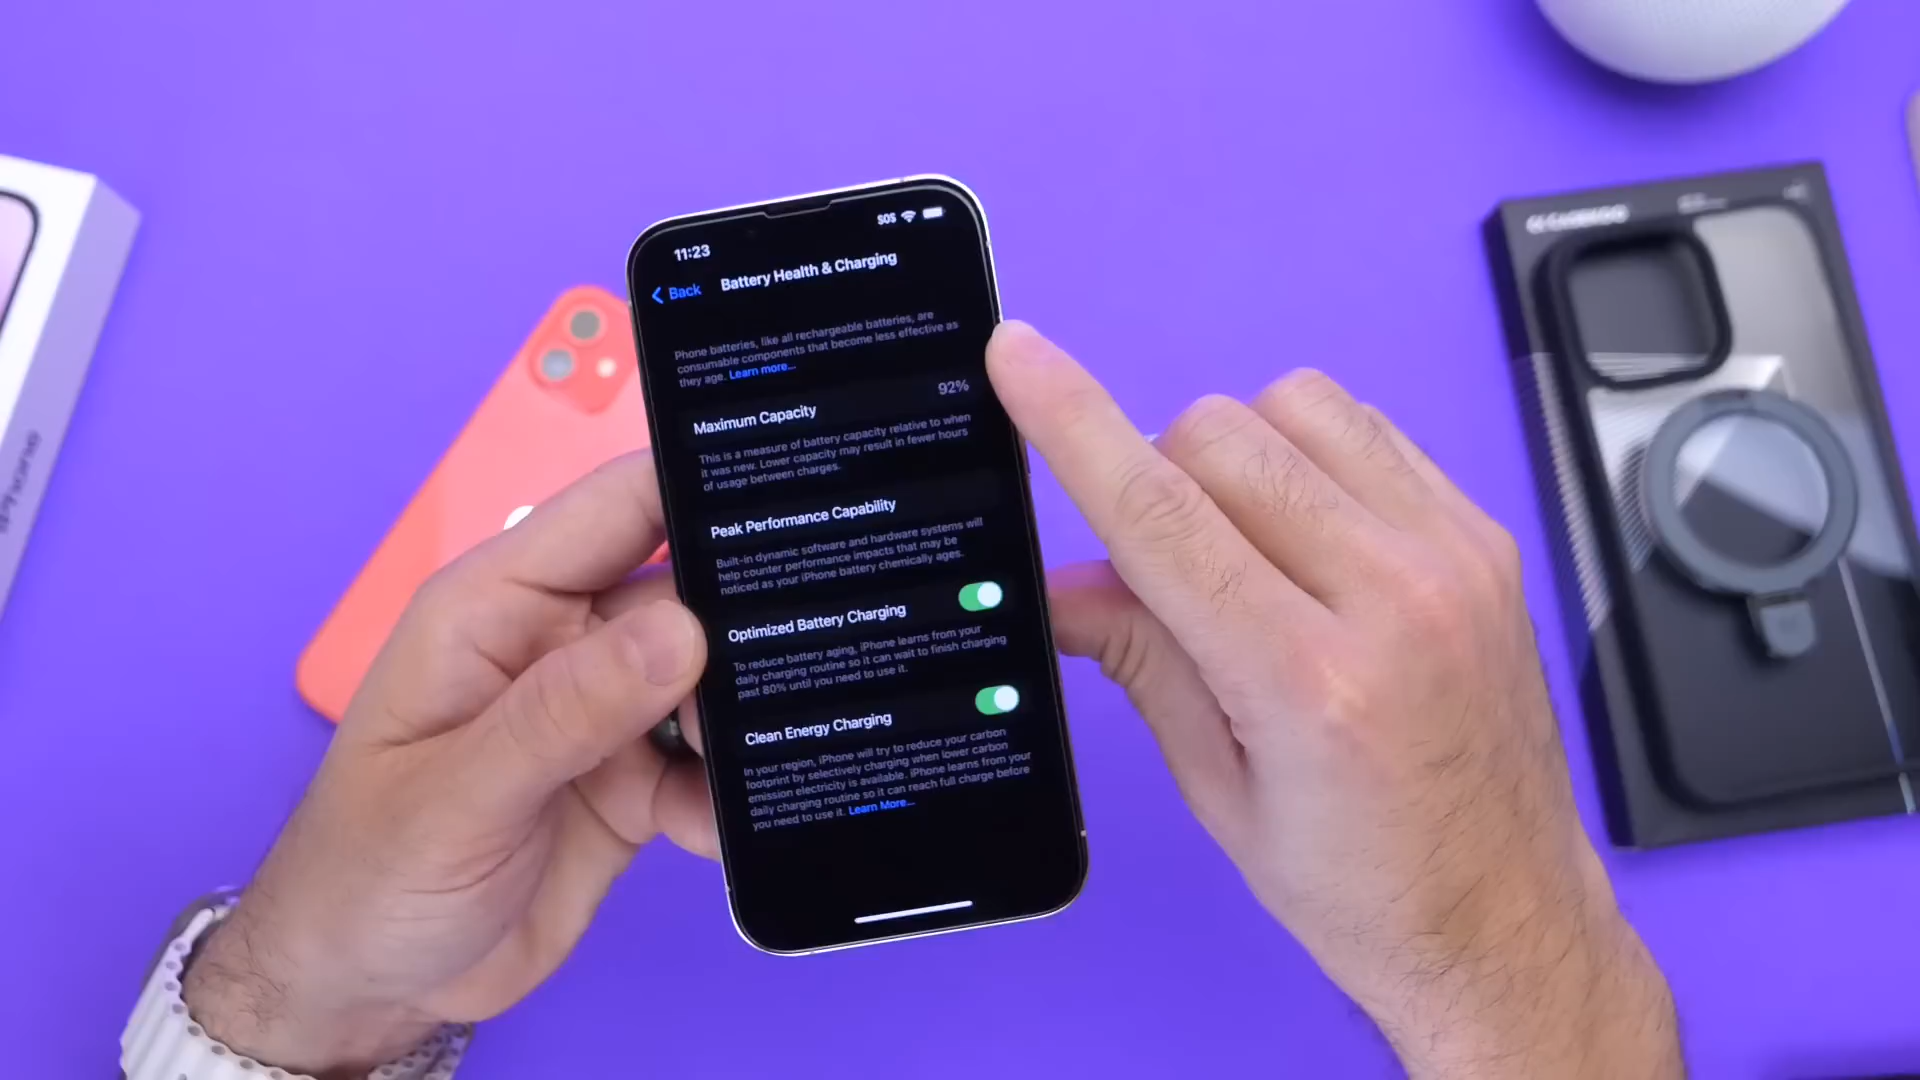 11:23
SOS
Back
Battery Health & Charging
Phone batteries, like all rechargeable batteries, are
consumable components that become less effective as
they age. Learn more...
Maximum Capacity
92%
This is a measure of battery capacity relative to when
it was new. Lower capacity may result in fewer hours
of usage between charges.
Peak Performance Capability
Built-in dynamic software and hardware systems will
help counter performance impacts that may be
noticed as your iPhone battery chemically ages.
Optimized Battery Charging
To reduce battery aging, iPhone learns from your
daily charging routine so it can wait to finish charging
past 80% until you need to use it.
Clean Energy Charging
In your region, iPhone will try to reduce your carbon
footprint by selectively charging when lower carbon
emission electricity is available. iPhone learns from your
daily charging routine so it can reach full charge before
you need to use it. Learn More...
iPhone